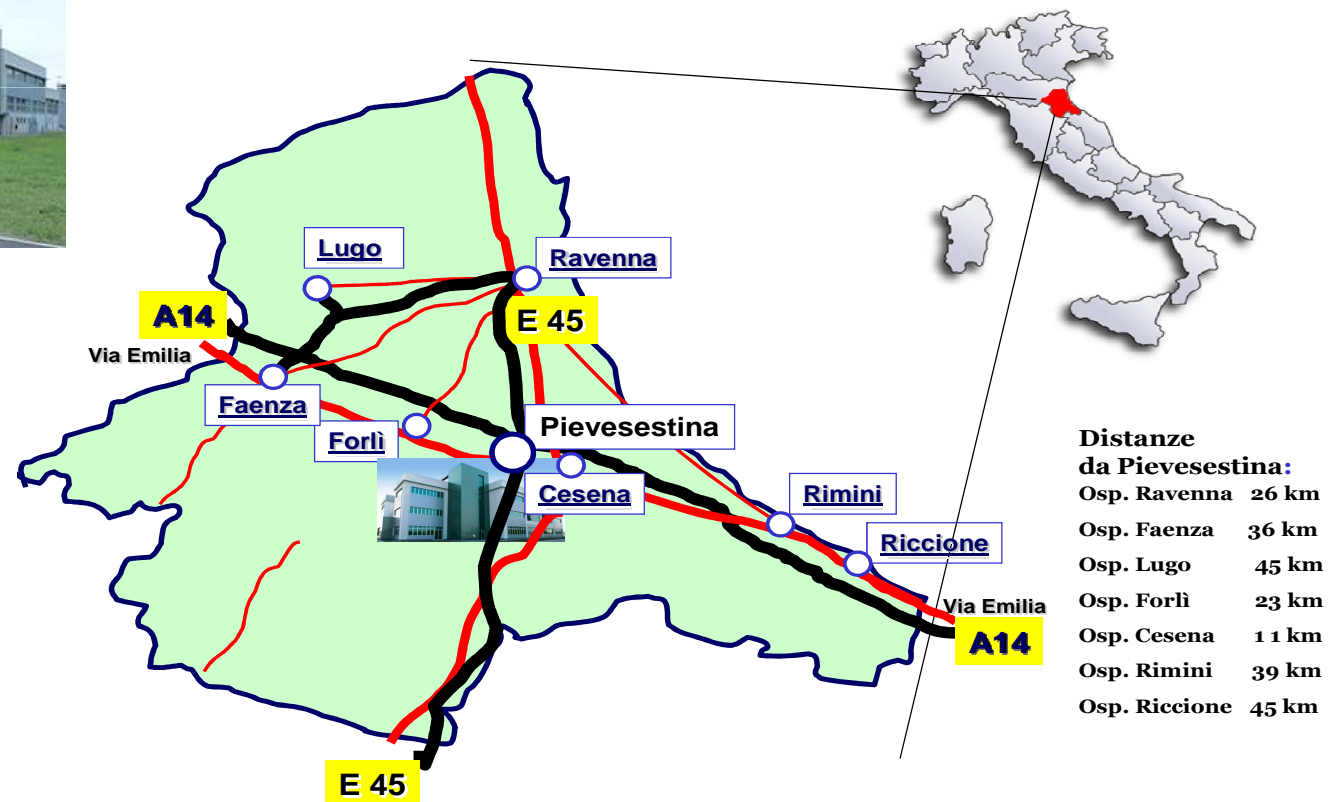 Lugo
Ravenna
A14
E 45
Via Emilia
Faenza
Pievesestina
Forlì
Cesena
Rimini
Riccione
Via Emilia
A14
E 45
Distanze
da Pievesestina:
Osp. Ravenna 26 km
Osp. Faenza 36 km
Osp. Lugo 45 km
Osp. Forlì 23 km
Osp. Cesena 11 km
Osp. Rimini 39 km
Osp. Riccione 45 km